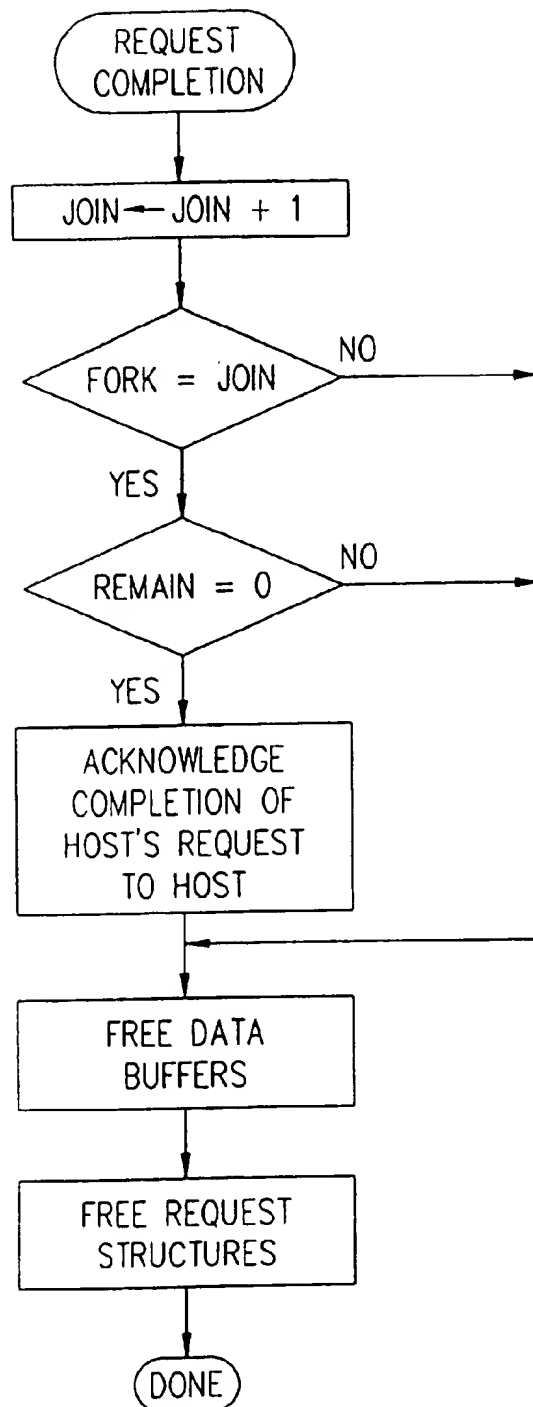 REQUEST
COMPLETION
JOIN ← JOIN + 1
FORK = JOIN
NO
YES
REMAIN = 0
NO
YES
ACKNOWLEDGE
COMPLETION OF
HOST'S REQUEST
TO HOST
FREE DATA
BUFFERS
FREE REQUEST
STRUCTURES
DONE